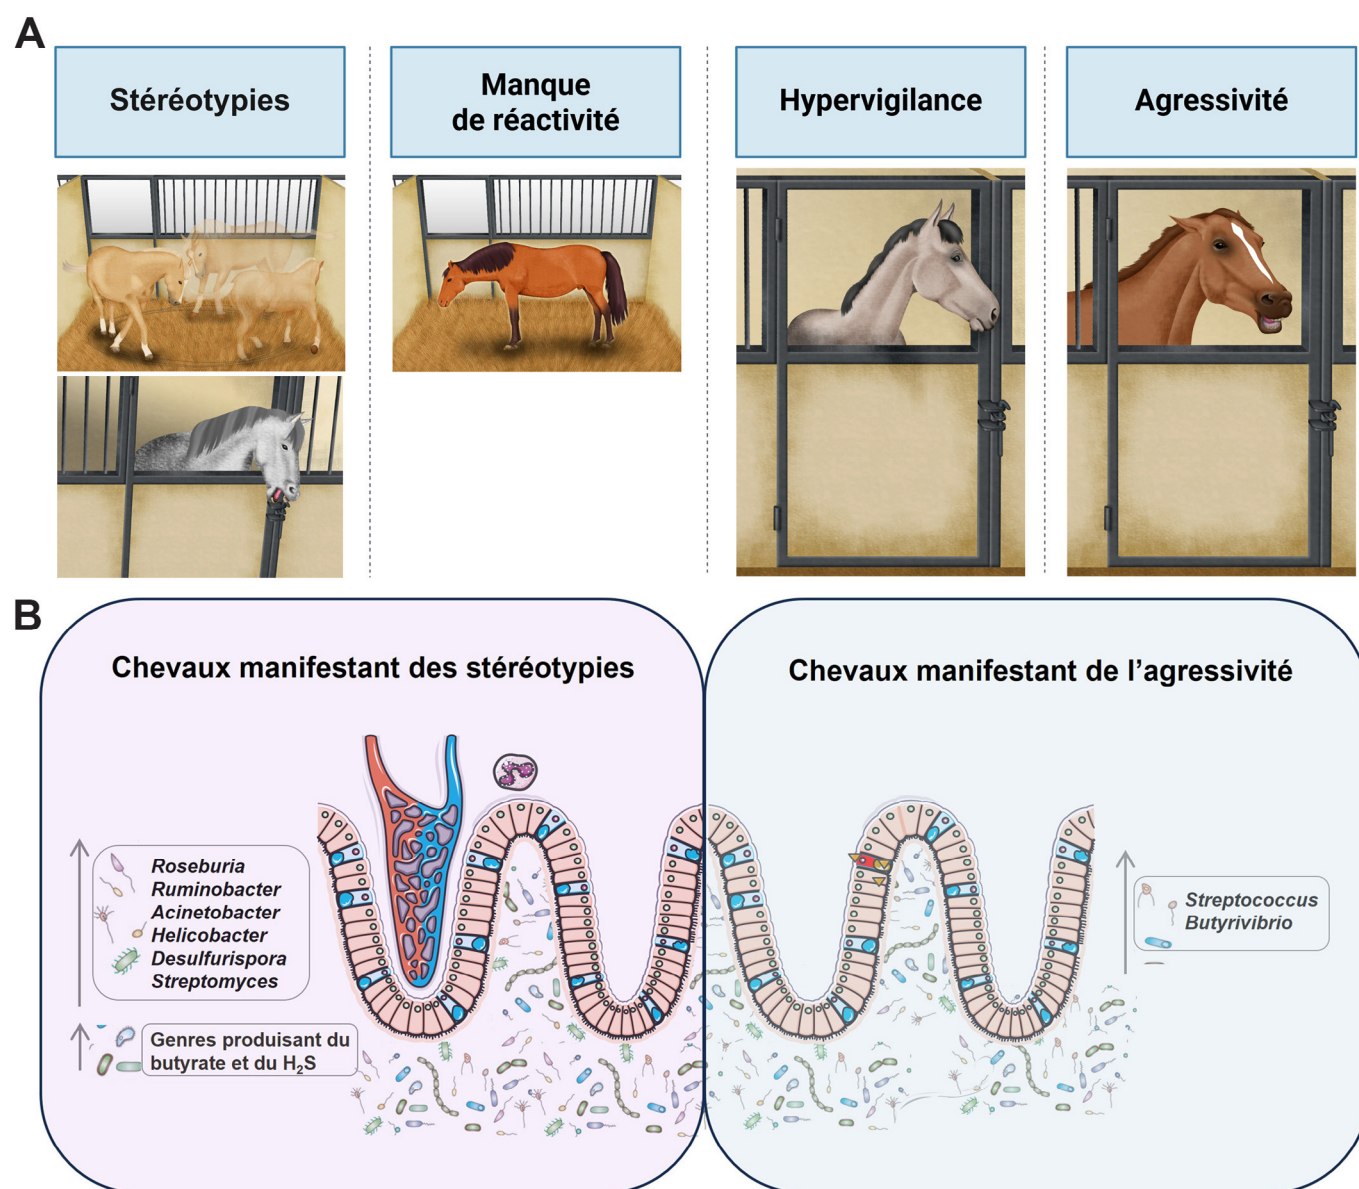 A
Stéréotypies
Manque
de réactivité
Hypervigilance
Agressivité
B
Chevaux manifestant des stéréotypies
Roseburia
Ruminobacter
Acinetobacter
Helicobacter
Desulfurispora
Streptomyces
Genres produisant du
butyrate et du H₂S
Chevaux manifestant de l’agressivité
Streptococcus
Butyrivibrio